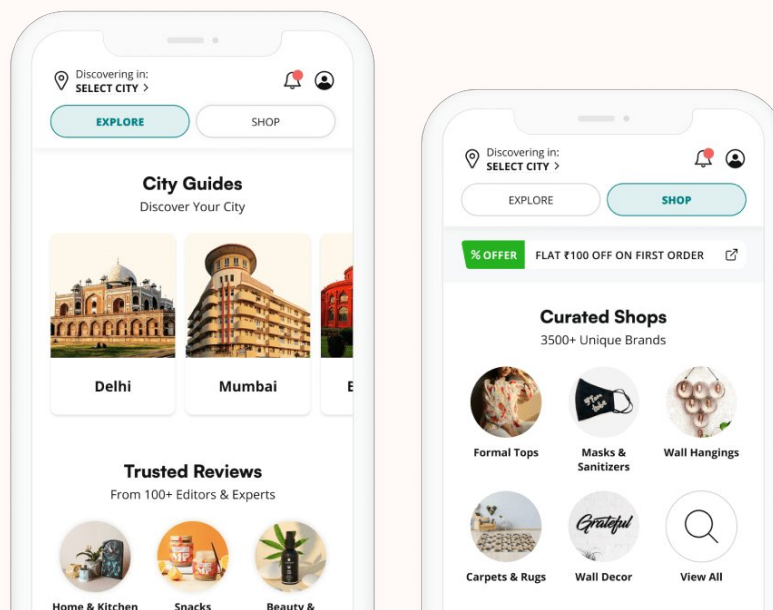 Discovering in:
SELECT CITY >
EXPLORE
SHOP
City Guides
Discover Your City
Delhi
Mumbai
Trusted Reviews
From 100+ Editors & Experts
Home & Kitchen
Snacks
Beauty &
Discovering in:
SELECT CITY >
EXPLORE
SHOP
% OFFER
FLAT ₹100 OFF ON FIRST ORDER
Curated Shops
3500+ Unique Brands
Formal Tops
Masks &
Sanitizers
Wall Hangings
Grateful
Carpets & Rugs
Wall Decor
View All